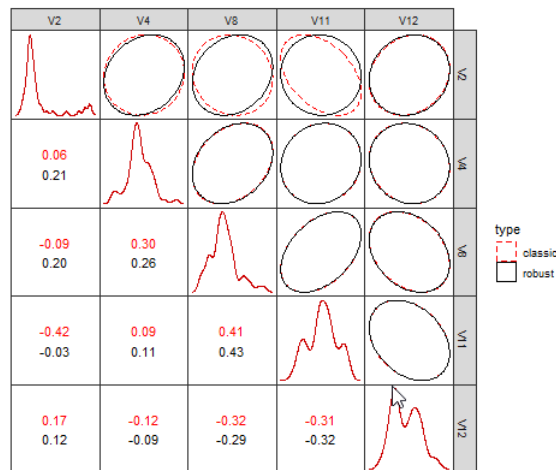 V2 V4 V8 V11 V12
V2
V4
0.06
0.21
V6
-0.09 0.30
0.20 0.26
type
classic
robust
V11
-0.42 0.09 0.41
-0.03 0.11 0.43
V12
0.17 -0.12 -0.32 -0.31
0.12 -0.09 -0.29 -0.32